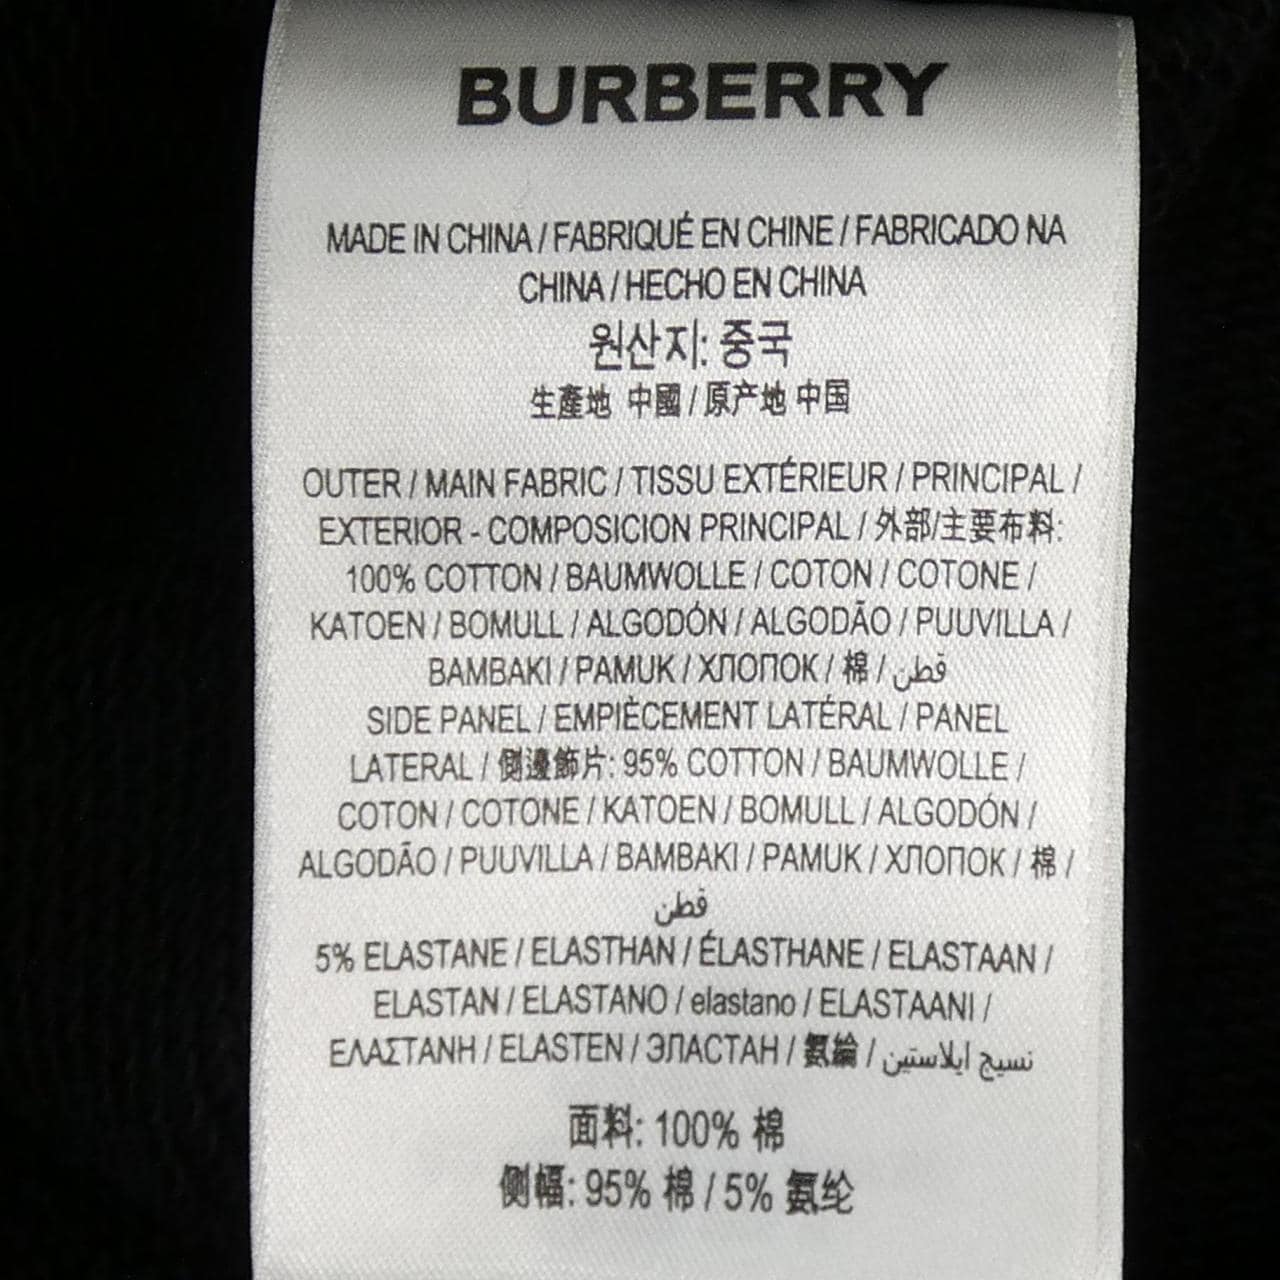 BURBERRY
MADE IN CHINA / FABRIQUÉ EN CHINE / FABRICADO NA
CHINA / HECHO EN CHINA
원산지: 중국
生產地 中國 / 原产地 中国
OUTER / MAIN FABRIC / TISSU EXTÉRIEUR / PRINCIPAL /
EXTERIOR - COMPOSICION PRINCIPAL / 外部/主要布料:
100% COTTON / BAUMWOLLE / COTON / COTONE /
KATOEN / BOMULL / ALGODÓN / ALGODÃO / PUUVILLA /
BAMBAKI / PAMUK / ХЛОПОК / 棉 / قطن
SIDE PANEL / EMPIÈCEMENT LATÉRAL / PANEL
LATERAL / 側邊飾片: 95% COTTON / BAUMWOLLE /
COTON / COTONE / KATOEN / BOMULL / ALGODÓN /
ALGODÃO / PUUVILLA / BAMBAKI / PAMUK / ХЛОПОК / 棉 /
قطن
5% ELASTANE / ELASTHAN / ÉLASTHANE / ELASTAAN /
ELASTAN / ELASTANO / elastano / ELASTAANI /
ΕΛΑΣΤΑΝΗ / ELASTEN / ЭЛАСТАН / 氨綸 / نسيج ايلاستين
面料: 100% 棉
侧幅: 95% 棉 / 5% 氨纶